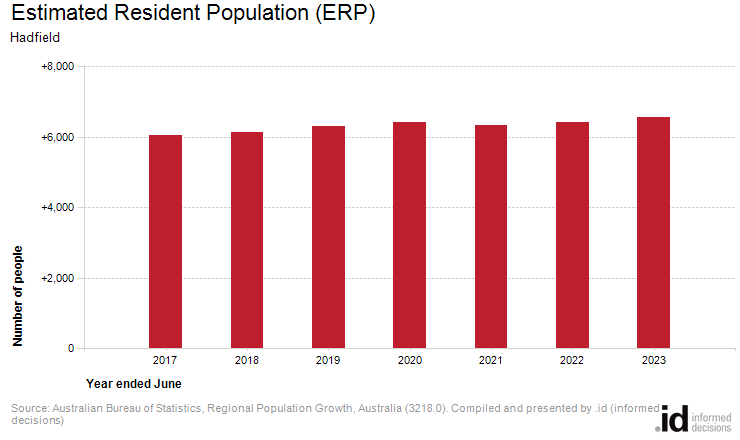 Estimated Resident Population (ERP)
Hadfield
+8,000
+6,000
+4,000
+2,000
0
Number of people
2017 2018 2019 2020 2021 2022 2023
Year ended June
Source: Australian Bureau of Statistics, Regional Population Growth, Australia (3218.0). Compiled and presented by .id (informed
decisions)
.id informed
decisions